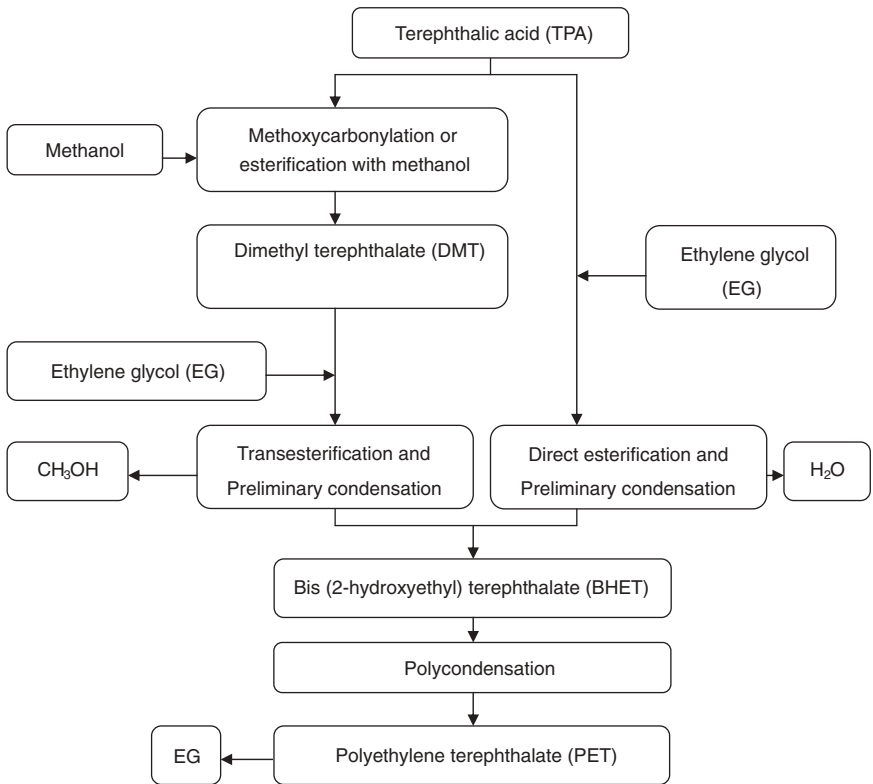 Terephthalic acid (TPA)
Methanol
Methoxycarbonylation or
esterification with methanol
Dimethyl terephthalate (DMT)
Ethylene glycol
(EG)
Ethylene glycol (EG)
CH₃OH
Transesterification and
Preliminary condensation
Direct esterification and
Preliminary condensation
H₂O
Bis (2-hydroxyethyl) terephthalate (BHET)
Polycondensation
EG
Polyethylene terephthalate (PET)